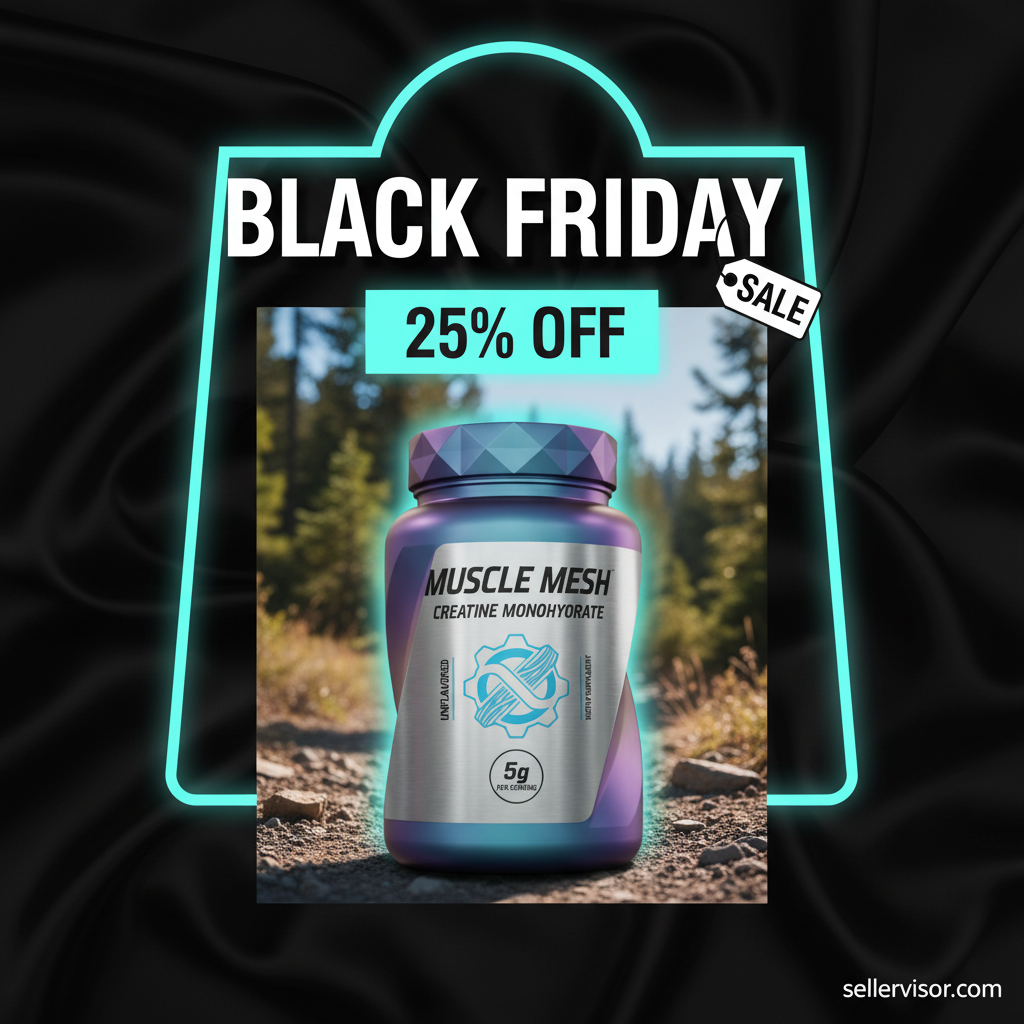 BLACK FRIDAY
SALE
25% OFF
MUSCLE MESH
CREATINE MONOHYORATE
UNFLAVORED
5g
sellervisor.com